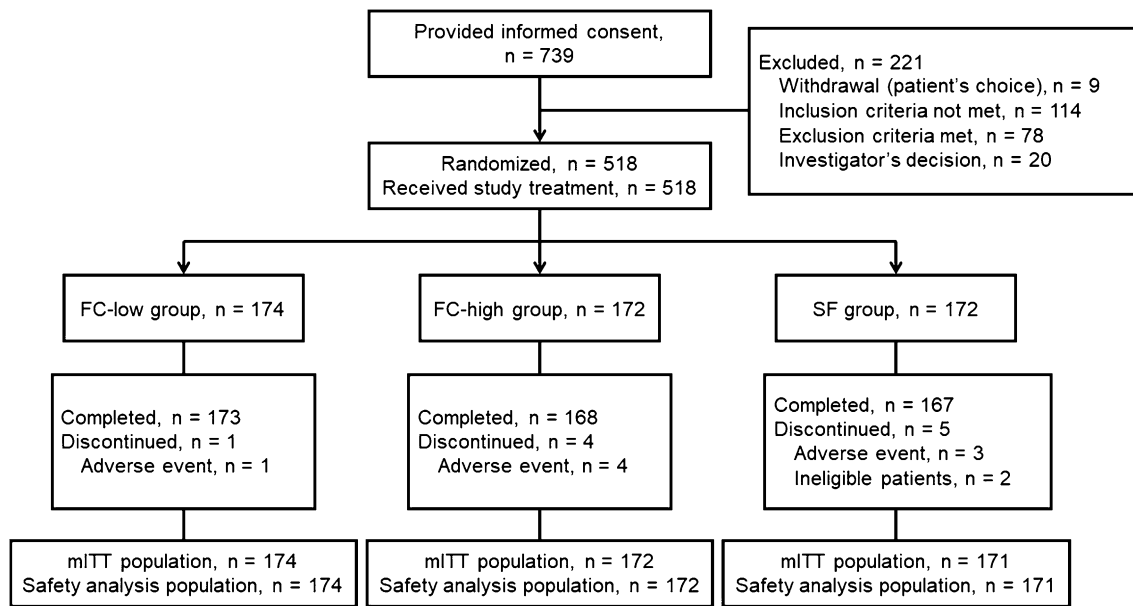 Provided informed consent,
n = 739
Excluded, n = 221
Withdrawal (patient's choice), n = 9
Inclusion criteria not met, n = 114
Exclusion criteria met, n = 78
Investigator's decision, n = 20
Randomized, n = 518
Received study treatment, n = 518
FC-low group, n = 174
FC-high group, n = 172
SF group, n = 172
Completed, n = 173
Discontinued, n = 1
Adverse event, n = 1
Completed, n = 168
Discontinued, n = 4
Adverse event, n = 4
Completed, n = 167
Discontinued, n = 5
Adverse event, n = 3
Ineligible patients, n = 2
mITT population, n = 174
Safety analysis population, n = 174
mITT population, n = 172
Safety analysis population, n = 172
mITT population, n = 171
Safety analysis population, n = 171